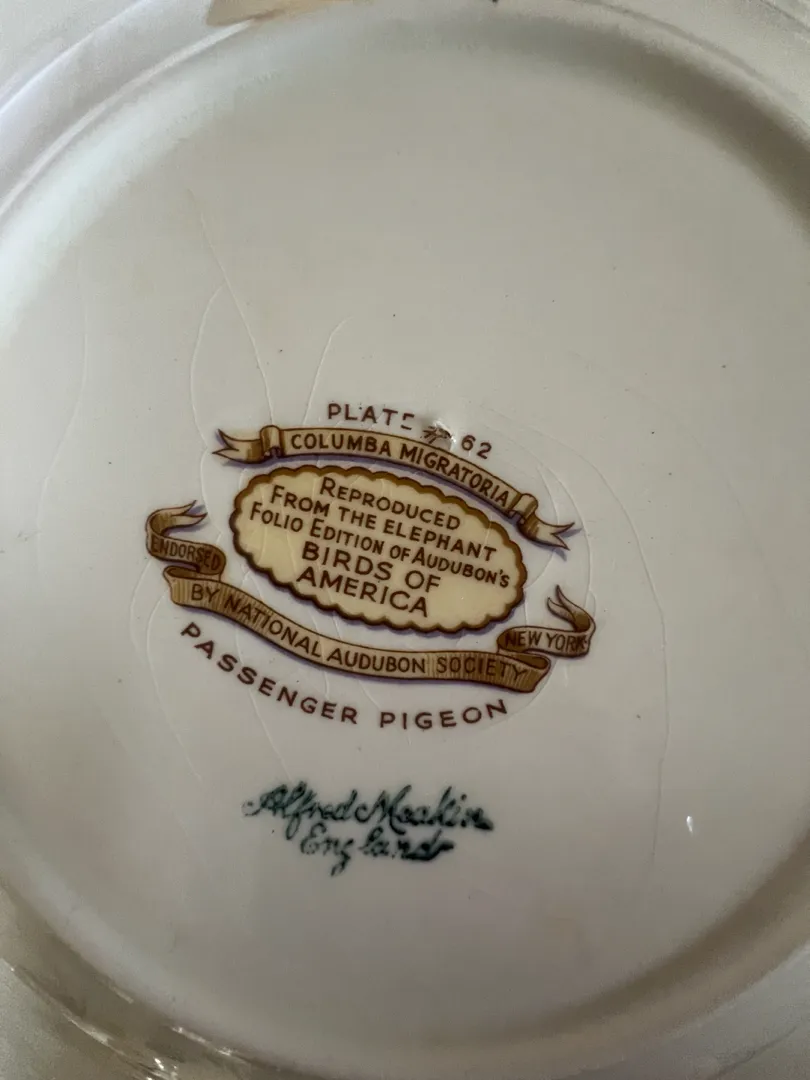 PLATE # 62
COLUMBA MIGRATORIA
REPRODUCED
FROM THE ELEPHANT
FOLIO EDITION OF AUDUBON'S
BIRDS OF
AMERICA
ENDORSED
BY NATIONAL AUDUBON SOCIETY
NEW YORK
PASSENGER PIGEON
Alfred Meakin
England